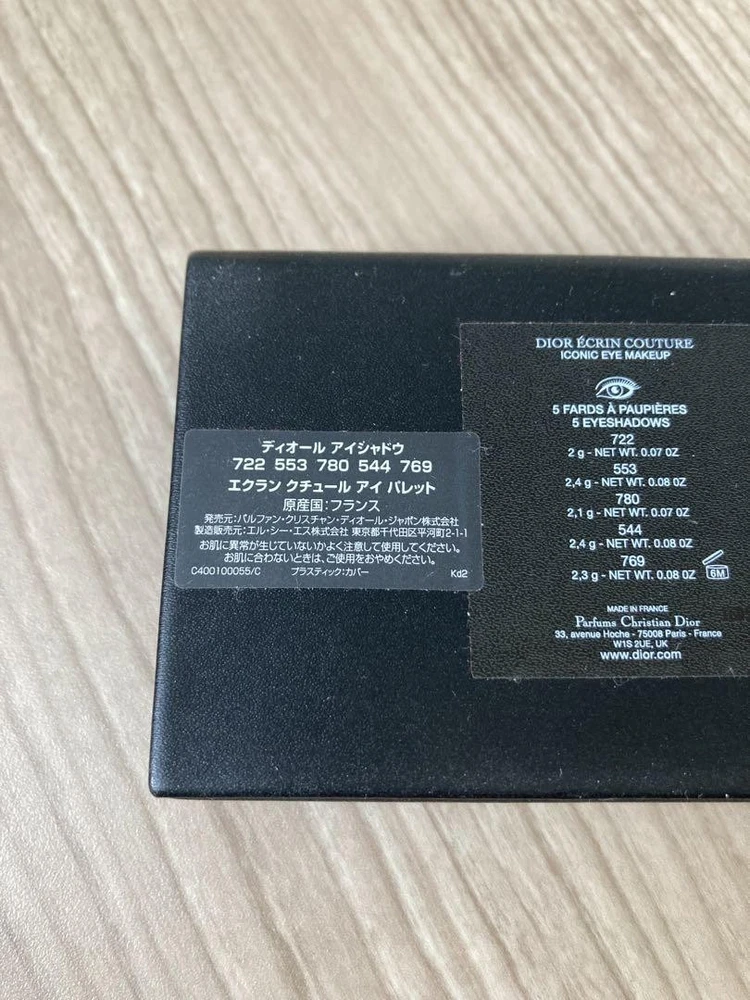 ディオール アイシャドウ
722 553 780 544 769
エクラン クチュール アイ パレット
原産国:フランス
発売元:パルファン・クリスチャン・ディオール・ジャポン株式会社
製造販売元:エル・シー・エス株式会社 東京都千代田区平河町2-1-1
お肌に異常が生じていないかよく注意して使用してください。
お肌に合わないときは、ご使用をおやめください。
C400100055/C プラスティック:カバー Kd2
DIOR ÉCRIN COUTURE
ICONIC EYE MAKEUP
5 FARDS À PAUPIÈRES
5 EYESHADOWS
722
2 g - NET WT. 0.07 OZ
553
2,4 g - NET WT. 0.08 OZ
780
2,1 g - NET WT. 0.07 OZ
544
2,4 g - NET WT. 0.08 OZ
769
2,3 g - NET WT. 0.08 OZ
6M
MADE IN FRANCE
Parfums Christian Dior
33, avenue Hoche - 75008 Paris - France
W1S 2UE, UK
www.dior.com